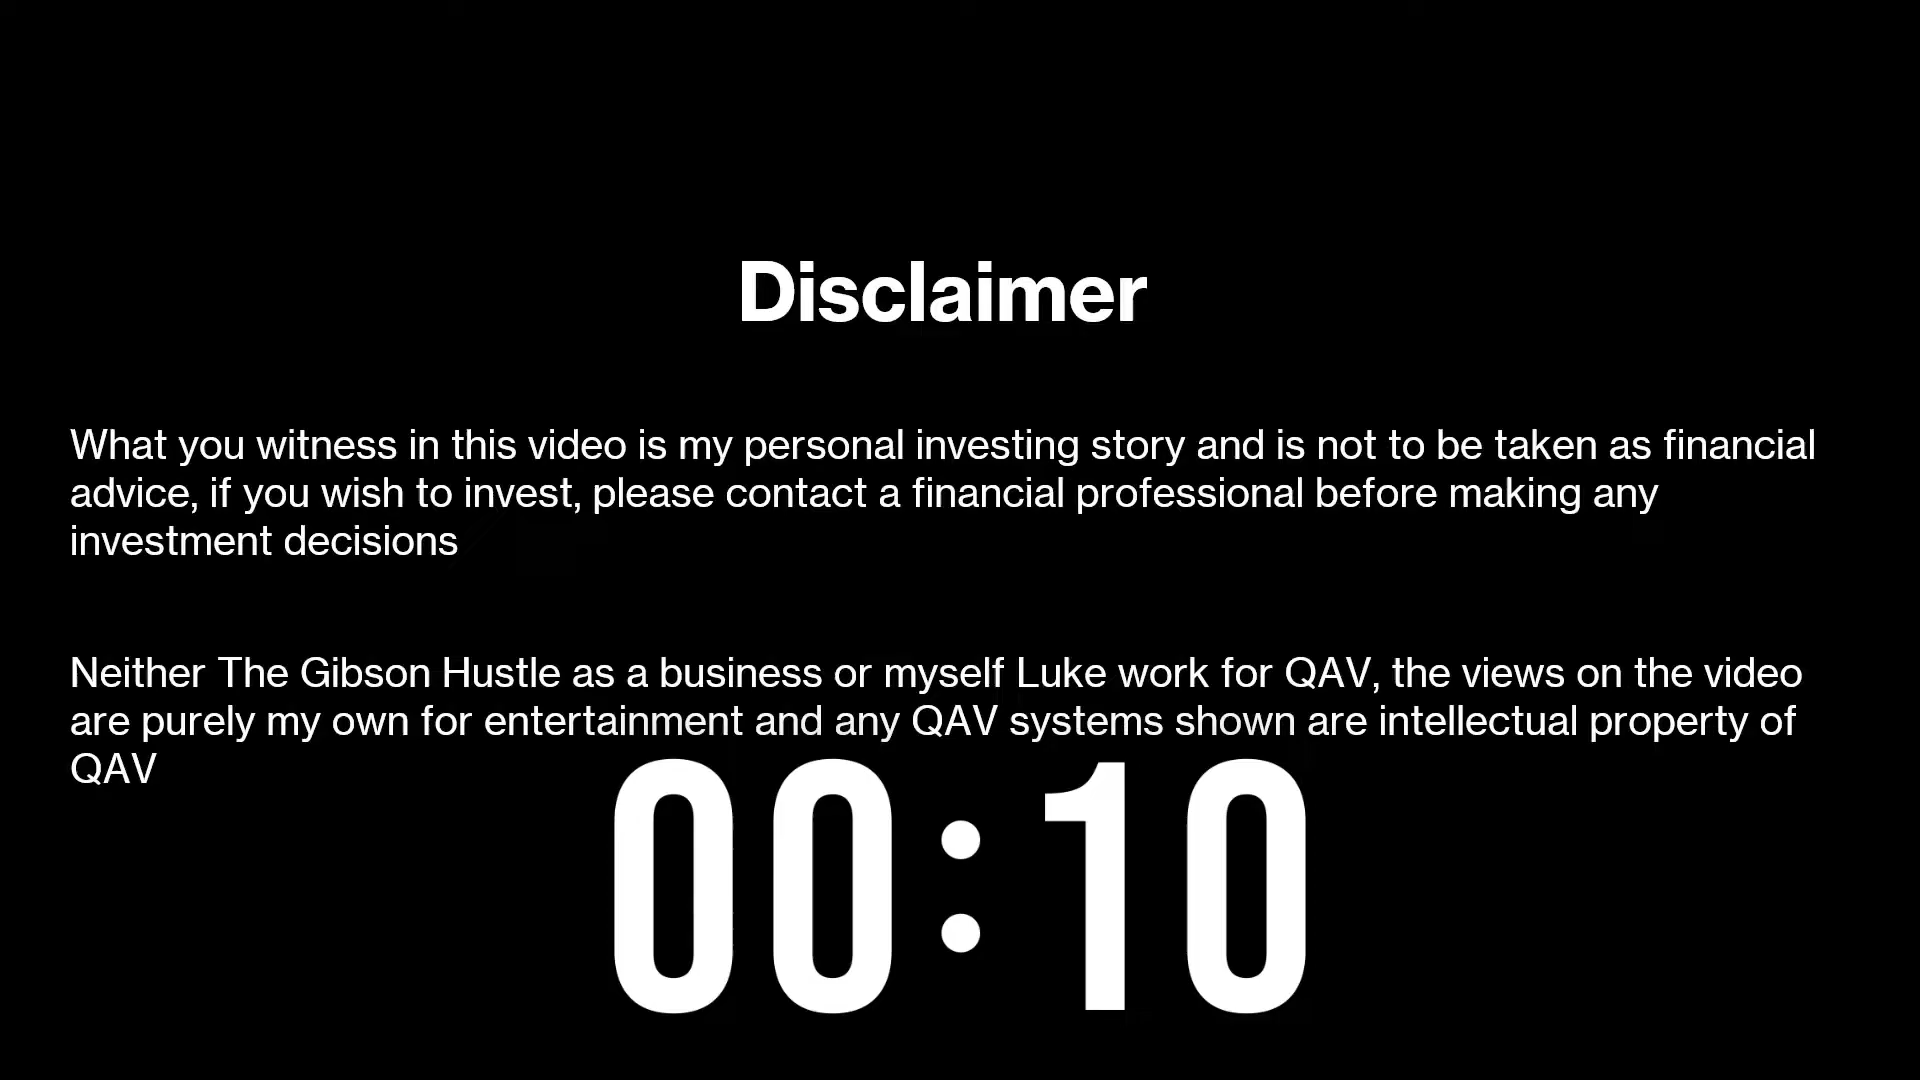 Disclaimer
What you witness in this video is my personal investing story and is not to be taken as financial
advice, if you wish to invest, please contact a financial professional before making any
investment decisions
Neither The Gibson Hustle as a business or myself Luke work for QAV, the views on the video
are purely my own for entertainment and any QAV systems shown are intellectual property of
QAV
00:10